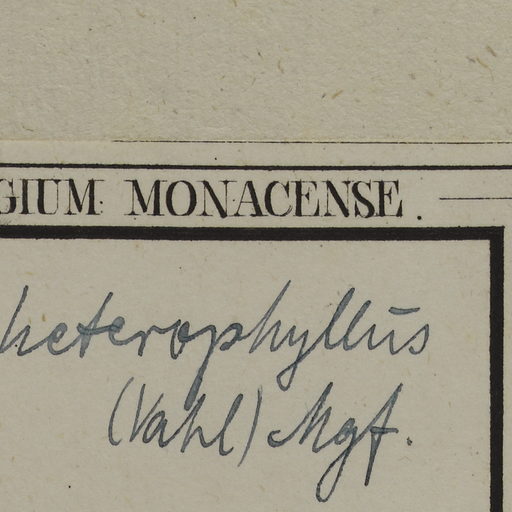 GIUM MONACENSE.
heterophyllus
(Vahl) Mgf.